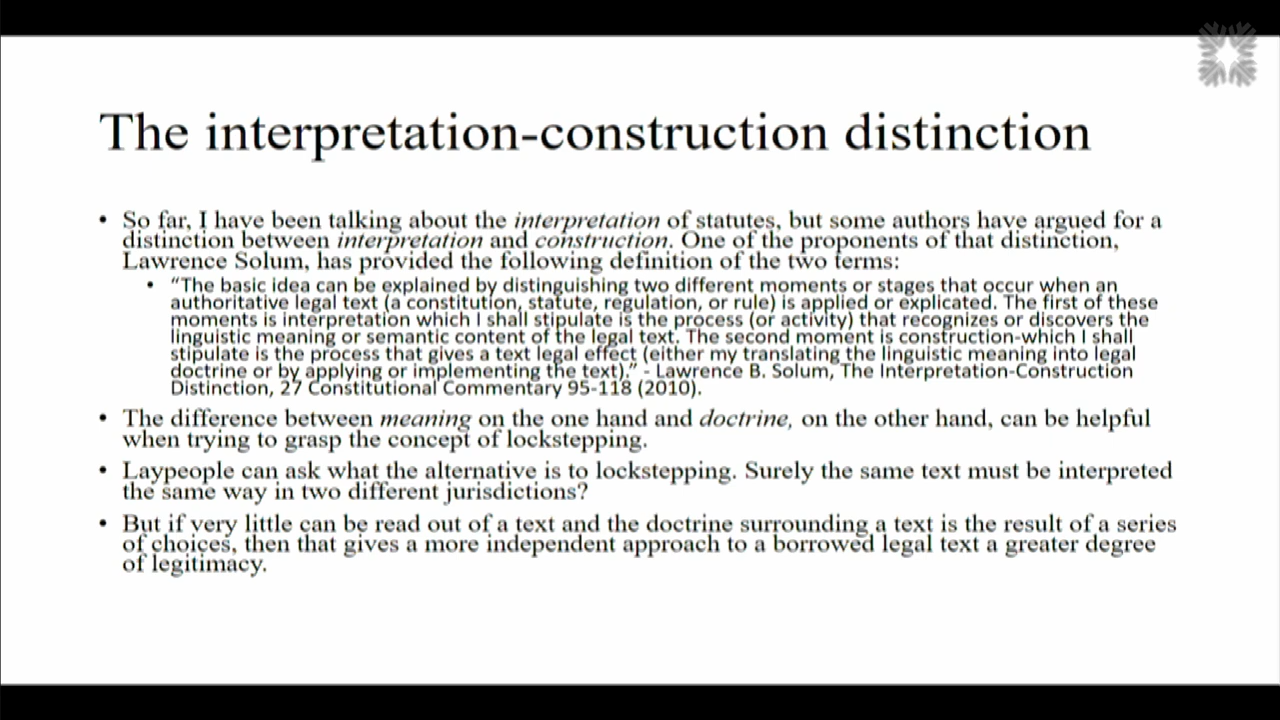 The interpretation-construction distinction
• So far, I have been talking about the interpretation of statutes, but some authors have argued for a
distinction between interpretation and construction. One of the proponents of that distinction,
Lawrence Solum, has provided the following definition of the two terms:
• “The basic idea can be explained by distinguishing two different moments or stages that occur when an
authoritative legal text (a constitution, statute, regulation, or rule) is applied or explicated. The first of these
moments is interpretation which I shall stipulate is the process (or activity) that recognizes or discovers the
linguistic meaning or semantic content of the legal text. The second moment is construction-which I shall
stipulate is the process that gives a text legal effect (either my translating the linguistic meaning into legal
doctrine or by applying or implementing the text).” - Lawrence B. Solum, The Interpretation-Construction
Distinction, 27 Constitutional Commentary 95-118 (2010).
• The difference between meaning on the one hand and doctrine, on the other hand, can be helpful
when trying to grasp the concept of lockstepping.
• Laypeople can ask what the alternative is to lockstepping. Surely the same text must be interpreted
the same way in two different jurisdictions?
• But if very little can be read out of a text and the doctrine surrounding a text is the result of a series
of choices, then that gives a more independent approach to a borrowed legal text a greater degree
of legitimacy.